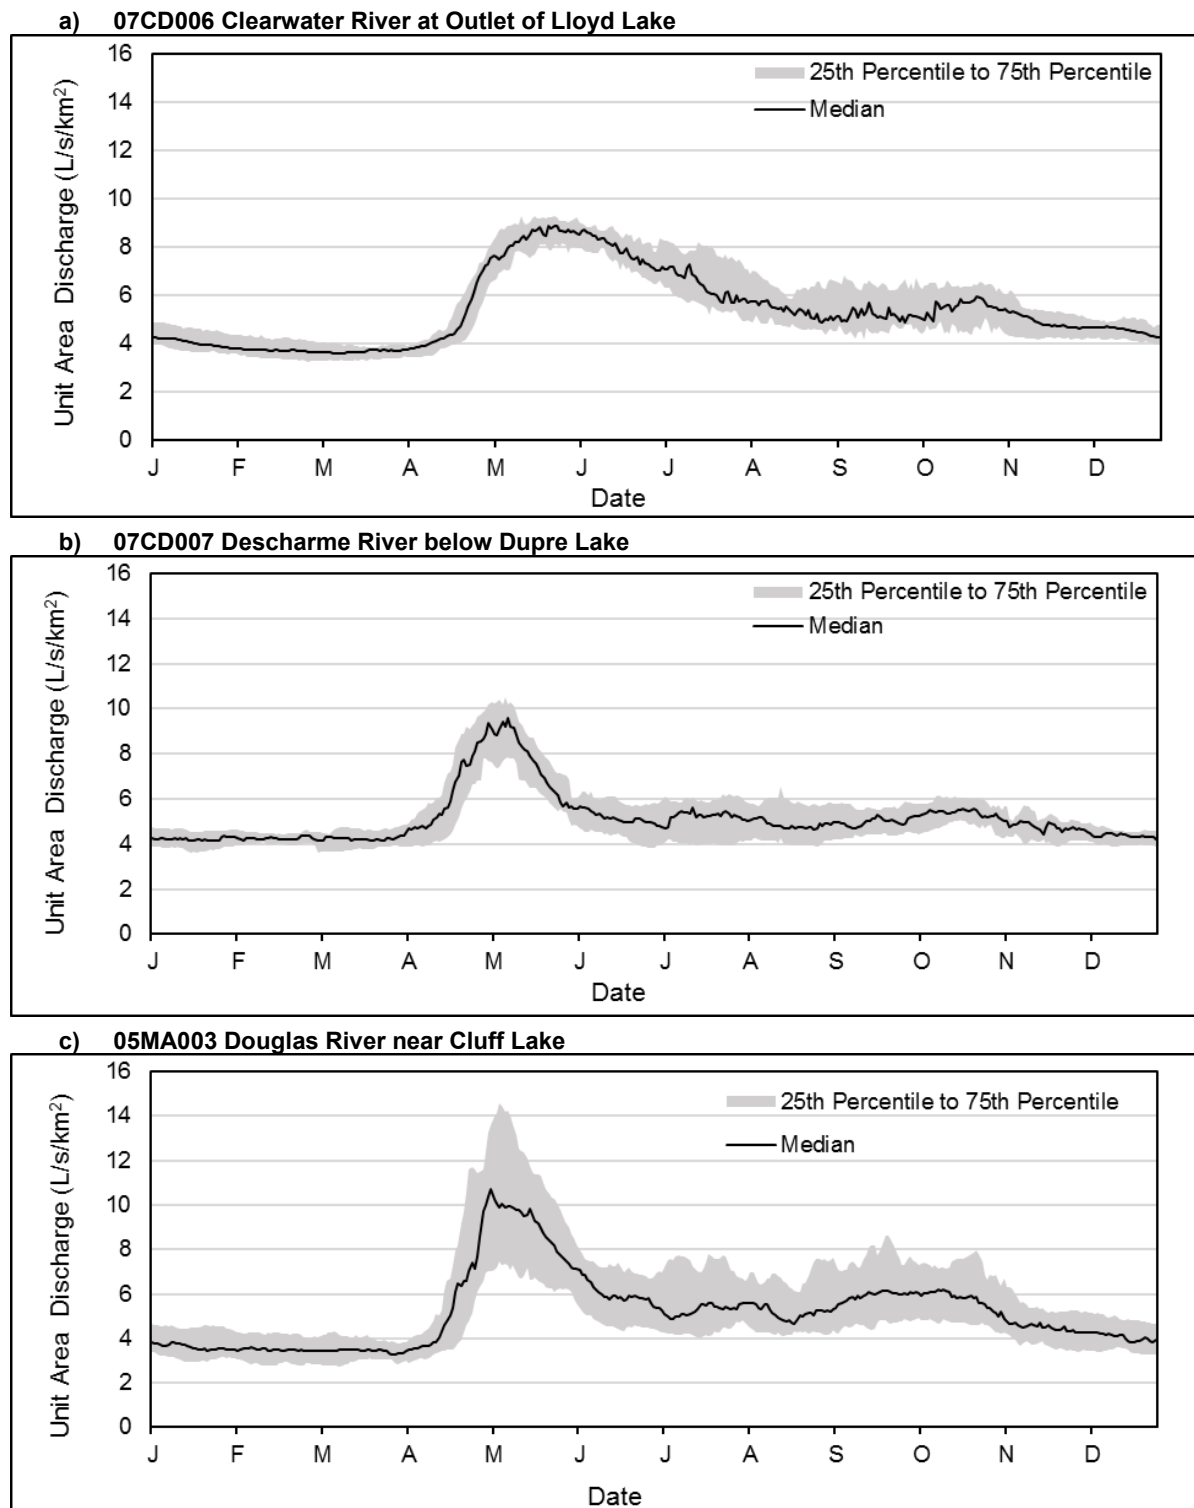 a) 07CD006 Clearwater River at Outlet of Lloyd Lake
Unit Area Discharge (L/s/km²)
16
14
12
10
8
6
4
2
0
25th Percentile to 75th Percentile
Median
J F M A M J J A S O N D
Date
b) 07CD007 Descharme River below Dupre Lake
Unit Area Discharge (L/s/km²)
16
14
12
10
8
6
4
2
0
25th Percentile to 75th Percentile
Median
J F M A M J J A S O N D
Date
c) 05MA003 Douglas River near Cluff Lake
Unit Area Discharge (L/s/km²)
16
14
12
10
8
6
4
2
0
25th Percentile to 75th Percentile
Median
J F M A M J J A S O N D
Date